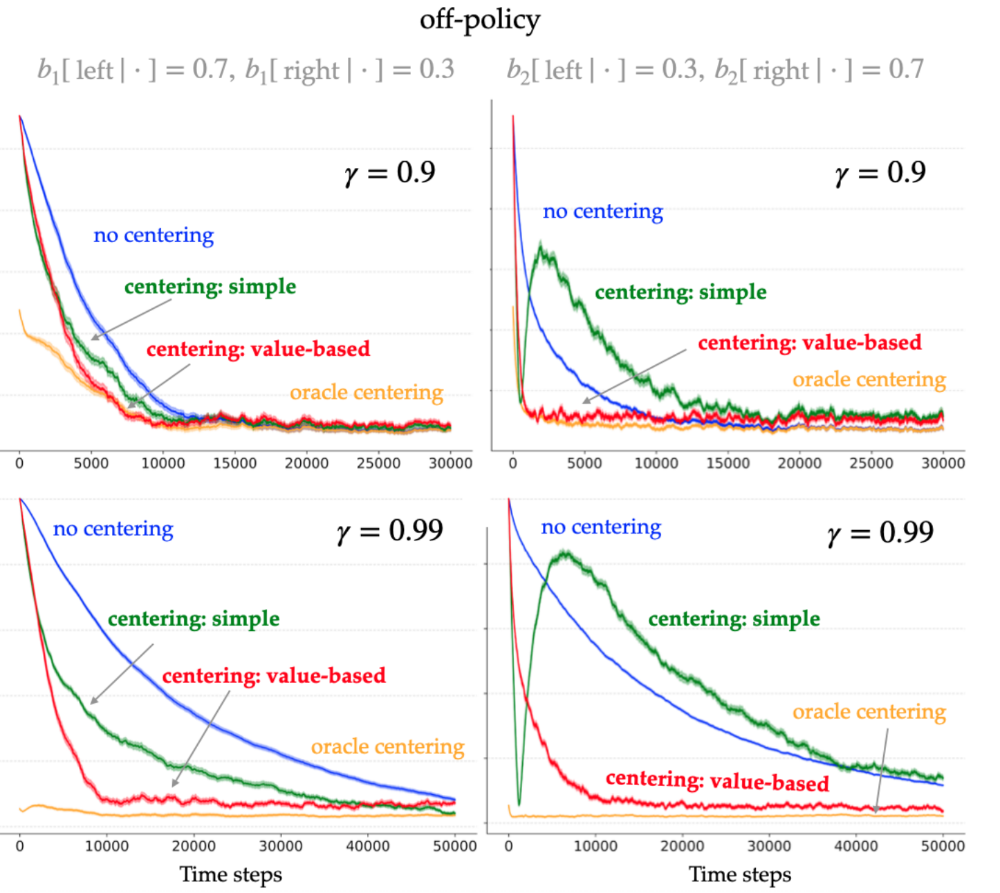 off-policy
b₁[ left | · ] = 0.7, b₁[ right | · ] = 0.3
b₂[ left | · ] = 0.3, b₂[ right | · ] = 0.7
γ = 0.9
no centering
centering: simple
centering: value-based
oracle centering
0 5000 10000 15000 20000 25000 30000
γ = 0.9
no centering
centering: simple
centering: value-based
oracle centering
0 5000 10000 15000 20000 25000 30000
no centering
γ = 0.99
centering: simple
centering: value-based
oracle centering
0 10000 20000 30000 40000 50000
Time steps
no centering
γ = 0.99
centering: simple
oracle centering
centering: value-based
0 10000 20000 30000 40000 50000
Time steps